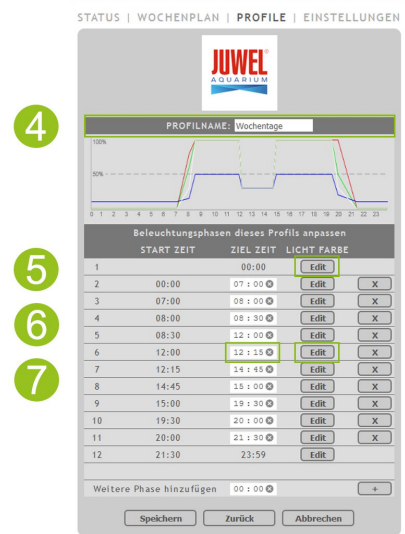 STATUS | WOCHENPLAN | PROFILE | EINSTELLUNGEN
JUWEL®
AQUARIUM
4
PROFILNAME: Wochentage
100%
50%
0 1 2 3 4 5 6 7 8 9 10 11 12 13 14 15 16 17 18 19 20 21 22 23
Beleuchtungsphasen dieses Profils anpassen
START ZEIT ZIEL ZEIT LICHT FARBE
5
1 00:00 Edit
2 00:00 07:00 Edit X
3 07:00 08:00 Edit X
6
4 08:00 08:30 Edit X
5 08:30 12:00 Edit X
6 12:00 12:15 Edit X
7
7 12:15 14:45 Edit X
8 14:45 15:00 Edit X
9 15:00 19:30 Edit X
10 19:30 20:00 Edit X
11 20:00 21:30 Edit X
12 21:30 23:59 Edit
Weitere Phase hinzufügen 00:00 +
Speichern Zurück Abbrechen